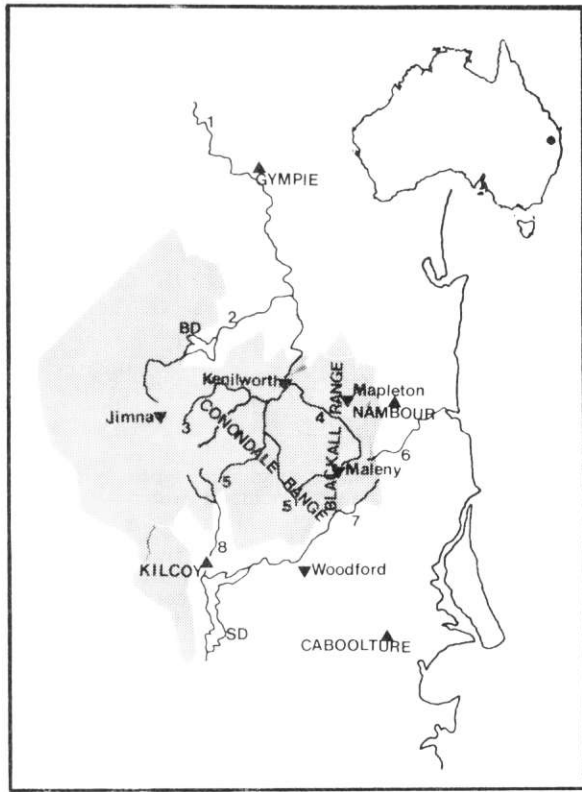 1
GYMPIE
BD
2
Kenilworth
Mapleton
NAMBOUR
Jimna
3
CONONDALE RANGE
4
BLACKALL RANGE
6
Maleny
5
5
7
8
KILCOY
Woodford
SD
CABOOLTURE